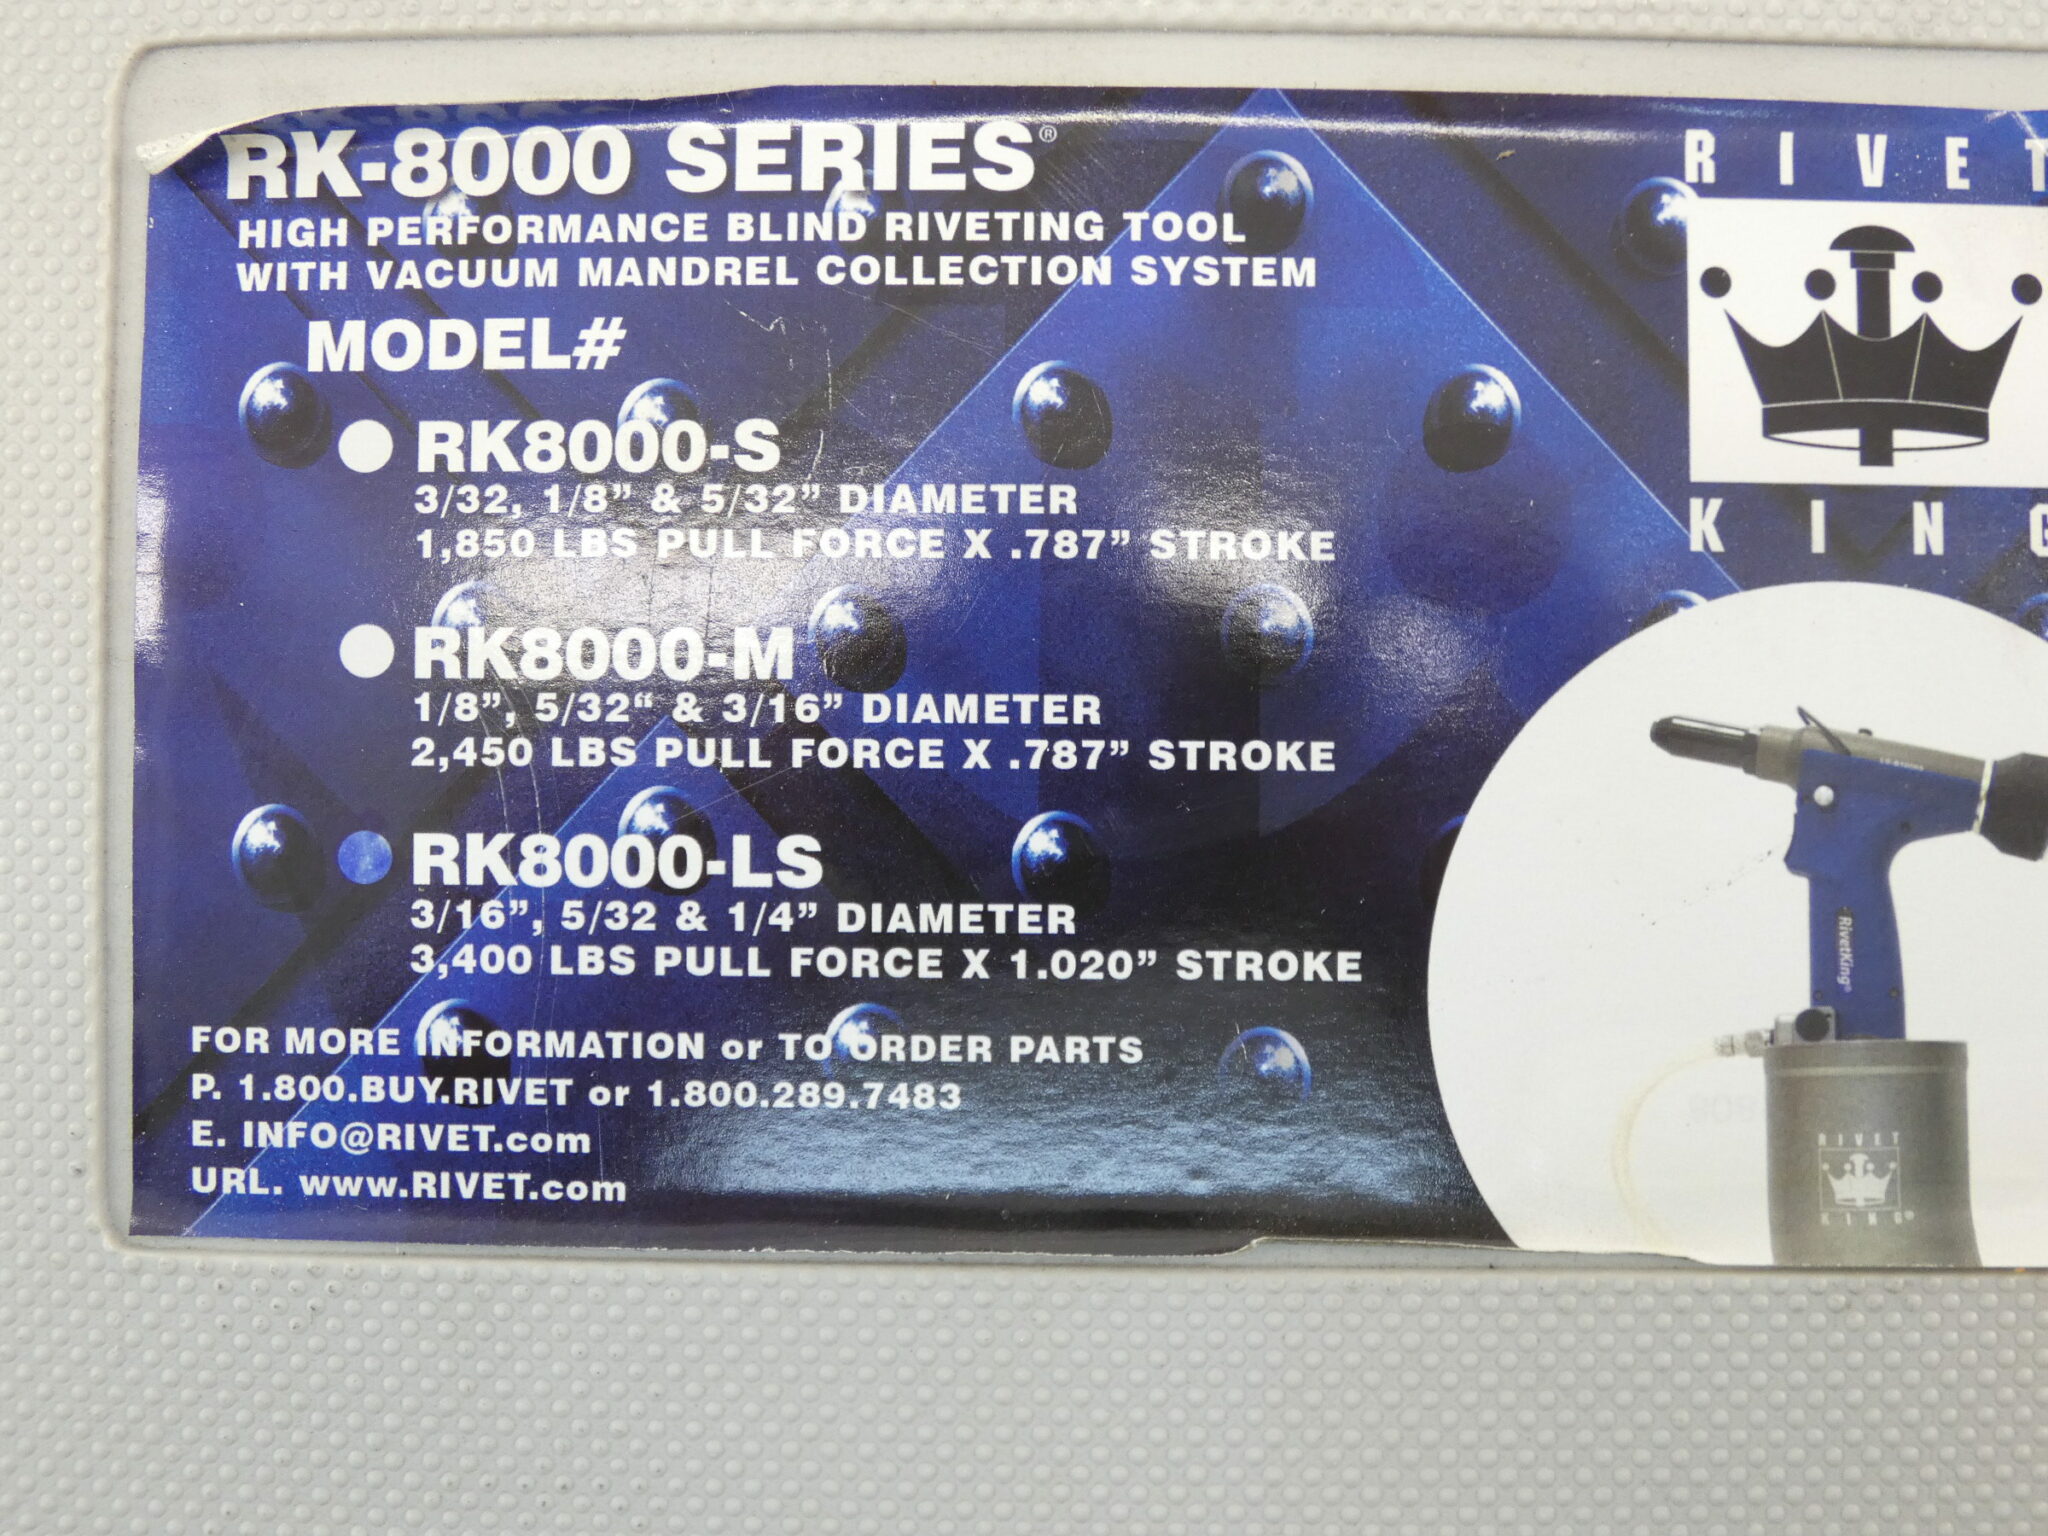 RK-8000 SERIES®
HIGH PERFORMANCE BLIND RIVETING TOOL
WITH VACUUM MANDREL COLLECTION SYSTEM
MODEL#
RK8000-S
3/32, 1/8” & 5/32” DIAMETER
1,850 LBS PULL FORCE X .787” STROKE
RK8000-M
1/8”, 5/32“ & 3/16” DIAMETER
2,450 LBS PULL FORCE X .787” STROKE
RK8000-LS
3/16”, 5/32 & 1/4” DIAMETER
3,400 LBS PULL FORCE X 1.020” STROKE
FOR MORE INFORMATION or TO ORDER PARTS
P. 1.800.BUY.RIVET or 1.800.289.7483
E. INFO@RIVET.com
URL. www.RIVET.com
RIVET
KING
RivetKing®
RIVET
KING®